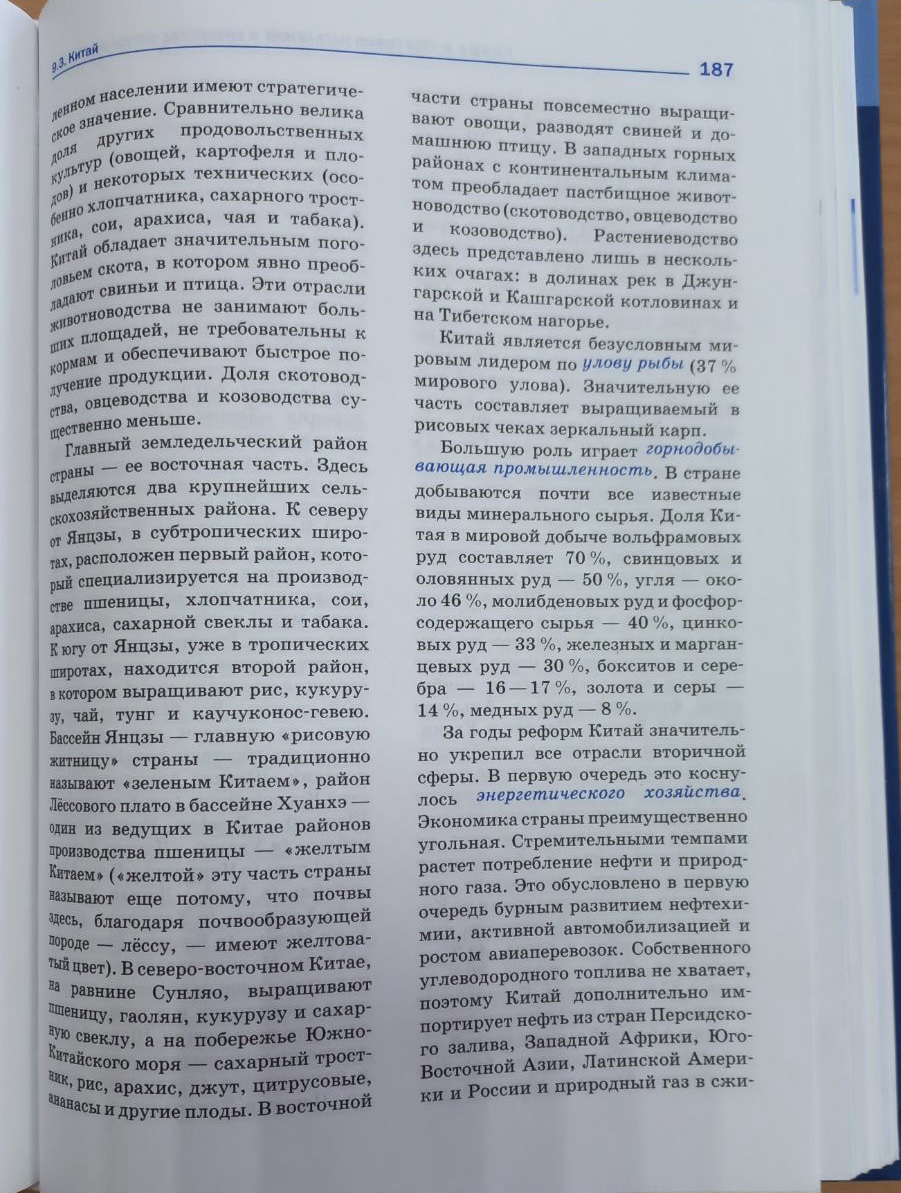 9.3. Китай
187
ленном населении имеют стратегиче-
ское значение. Сравнительно велика
доля других продовольственных
культур (овощей, картофеля и пло-
дов) и некоторых технических (осо-
бенно хлопчатника, сахарного трост-
ника, сои, арахиса, чая и табака).
Китай обладает значительным пого-
ловьем скота, в котором явно преоб-
ладают свиньи и птица. Эти отрасли
животноводства не занимают боль-
ших площадей, не требовательны к
кормам и обеспечивают быстрое по-
лучение продукции. Доля скотовод-
ства, овцеводства и козоводства су-
щественно меньше.
Главный земледельческий район
страны — ее восточная часть. Здесь
выделяются два крупнейших сель-
скохозяйственных района. К северу
от Янцзы, в субтропических широ-
тах, расположен первый район, кото-
рый специализируется на производ-
стве пшеницы, хлопчатника, сои,
арахиса, сахарной свеклы и табака.
К югу от Янцзы, уже в тропических
широтах, находится второй район,
в котором выращивают рис, кукуру-
зу, чай, тунг и каучуконос-гевею.
Бассейн Янцзы — главную «рисовую
житницу» страны — традиционно
называют «зеленым Китаем», район
Лёссового плато в бассейне Хуанхэ —
один из ведущих в Китае районов
производства пшеницы — «желтым
Китаем» («желтой» эту часть страны
называют еще потому, что почвы
здесь, благодаря почвообразующей
породе — лёссу, — имеют желтова-
тый цвет). В северо-восточном Китае,
на равнине Сунляо, выращивают
пшеницу, гаолян, кукурузу и сахар-
ную свеклу, а на побережье Южно-
Китайского моря — сахарный трост-
ник, рис, арахис, джут, цитрусовые,
ананасы и другие плоды. В восточной
части страны повсеместно выращи-
вают овощи, разводят свиней и до-
машнюю птицу. В западных горных
районах с континентальным клима-
том преобладает пастбищное живот-
новодство (скотоводство, овцеводство
и козоводство). Растениеводство
здесь представлено лишь в несколь-
ких очагах: в долинах рек в Джун-
гарской и Кашгарской котловинах и
на Тибетском нагорье.
Китай является безусловным ми-
ровым лидером по улову рыбы (37 %
мирового улова). Значительную ее
часть составляет выращиваемый в
рисовых чеках зеркальный карп.
Большую роль играет горнодобы-
вающая промышленность. В стране
добываются почти все известные
виды минерального сырья. Доля Ки-
тая в мировой добыче вольфрамовых
руд составляет 70 %, свинцовых и
оловянных руд — 50 %, угля — око-
ло 46 %, молибденовых руд и фосфор-
содержащего сырья — 40 %, цинко-
вых руд — 33 %, железных и марган-
цевых руд — 30 %, бокситов и сере-
бра — 16—17 %, золота и серы —
14 %, медных руд — 8 %.
За годы реформ Китай значитель-
но укрепил все отрасли вторичной
сферы. В первую очередь это косну-
лось энергетического хозяйства.
Экономика страны преимущественно
угольная. Стремительными темпами
растет потребление нефти и природ-
ного газа. Это обусловлено в первую
очередь бурным развитием нефтехи-
мии, активной автомобилизацией и
ростом авиаперевозок. Собственного
углеводородного топлива не хватает,
поэтому Китай дополнительно им-
портирует нефть из стран Персидско-
го залива, Западной Африки, Юго-
Восточной Азии, Латинской Амери-
ки и России и природный газ в сжи-